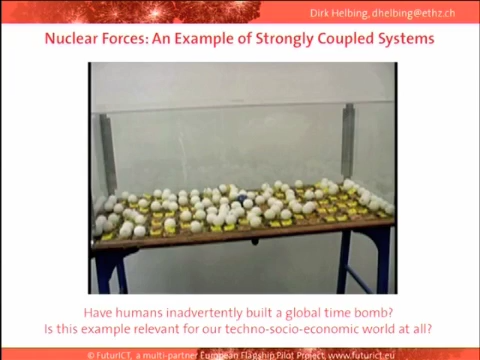 Dirk Helbing, dhelbing@ethz.ch
Nuclear Forces: An Example of Strongly Coupled Systems
Have humans inadvertently built a global time bomb?
Is this example relevant for our techno-socio-economic world at all?
© FuturICT, a multi-partner European Flagship Pilot Project, www.futurict.eu